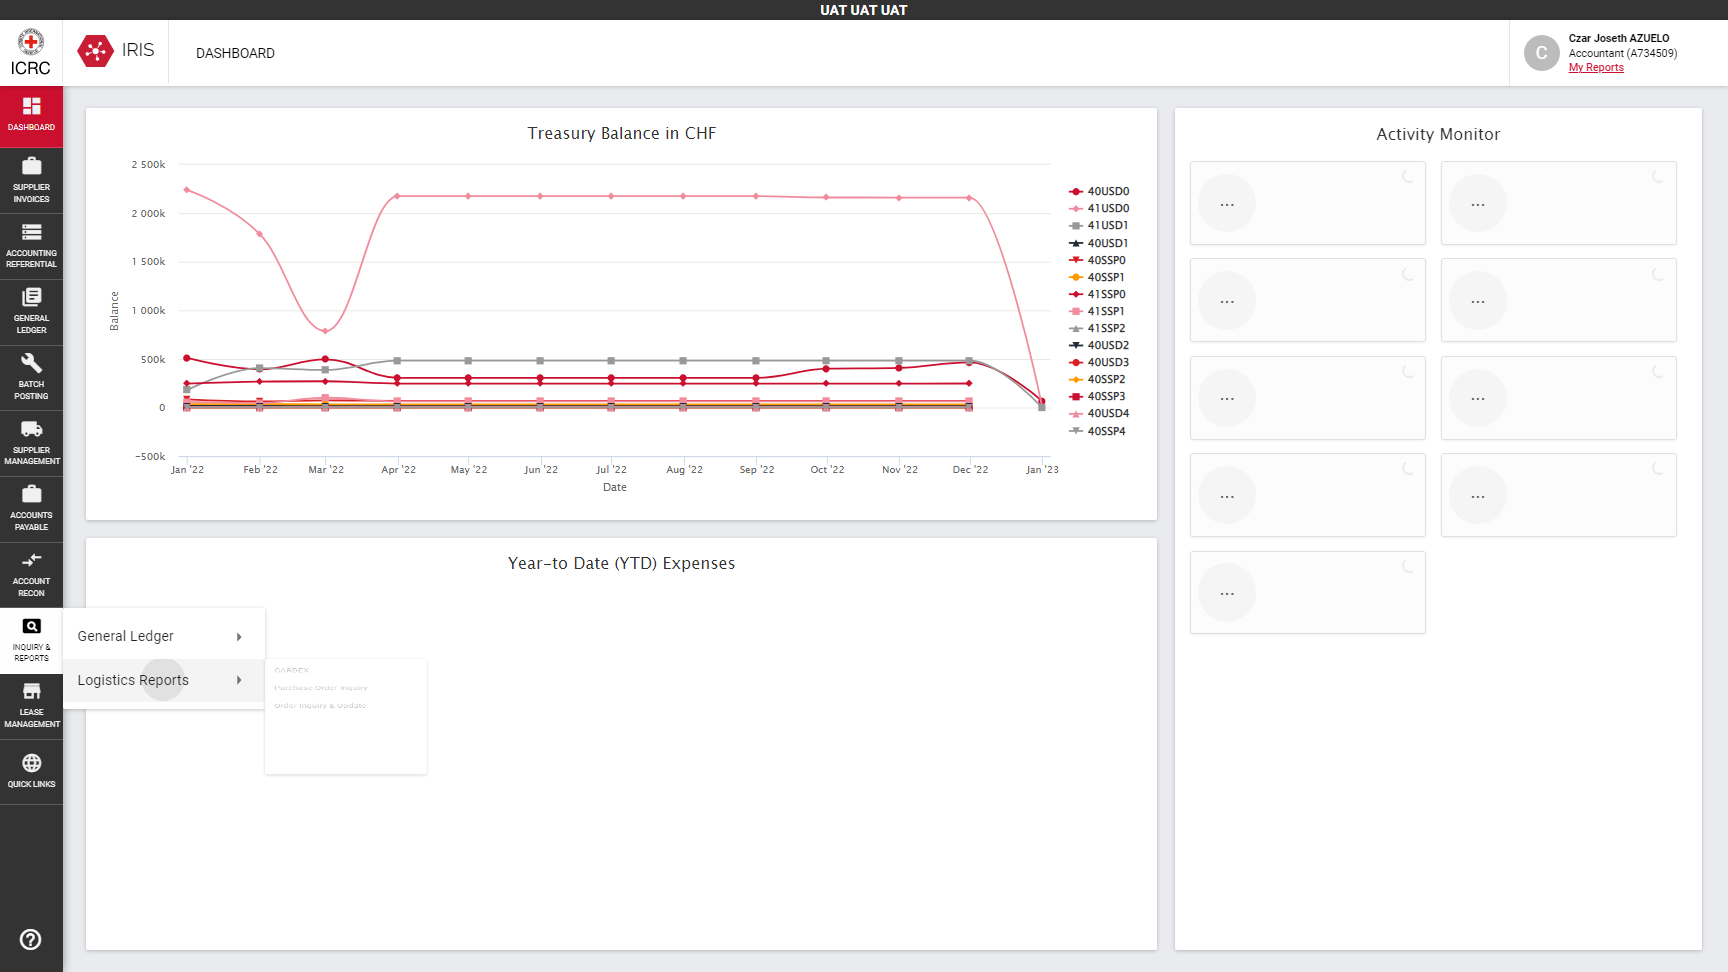 UAT UAT UAT
ICRC
IRIS
DASHBOARD
C
Czar Joseth AZUELO
Accountant (A734509)
My Reports
DASHBOARD
SUPPLIER
INVOICES
ACCOUNTING
REFERENTIAL
GENERAL
LEDGER
BATCH
POSTING
SUPPLIER
MANAGEMENT
ACCOUNTS
PAYABLE
ACCOUNT
RECON
INQUIRY &
REPORTS
LEASE
MANAGEMENT
QUICK LINKS
Treasury Balance in CHF
Balance
2 500k
2 000k
1 500k
1 000k
500k
0
−500k
Jan '22
Feb '22
Mar '22
Apr '22
May '22
Jun '22
Jul '22
Aug '22
Sep '22
Oct '22
Nov '22
Dec '22
Jan '23
Date
40USD0
41USD0
41USD1
40USD1
40SSP0
40SSP1
41SSP0
41SSP1
41SSP2
40USD2
40USD3
40SSP2
40SSP3
40USD4
40SSP4
Year-to Date (YTD) Expenses
General Ledger
Logistics Reports
CARDEX
Purchase Order Inquiry
Order Inquiry & Update
Activity Monitor
...
...
...
...
...
...
...
...
...